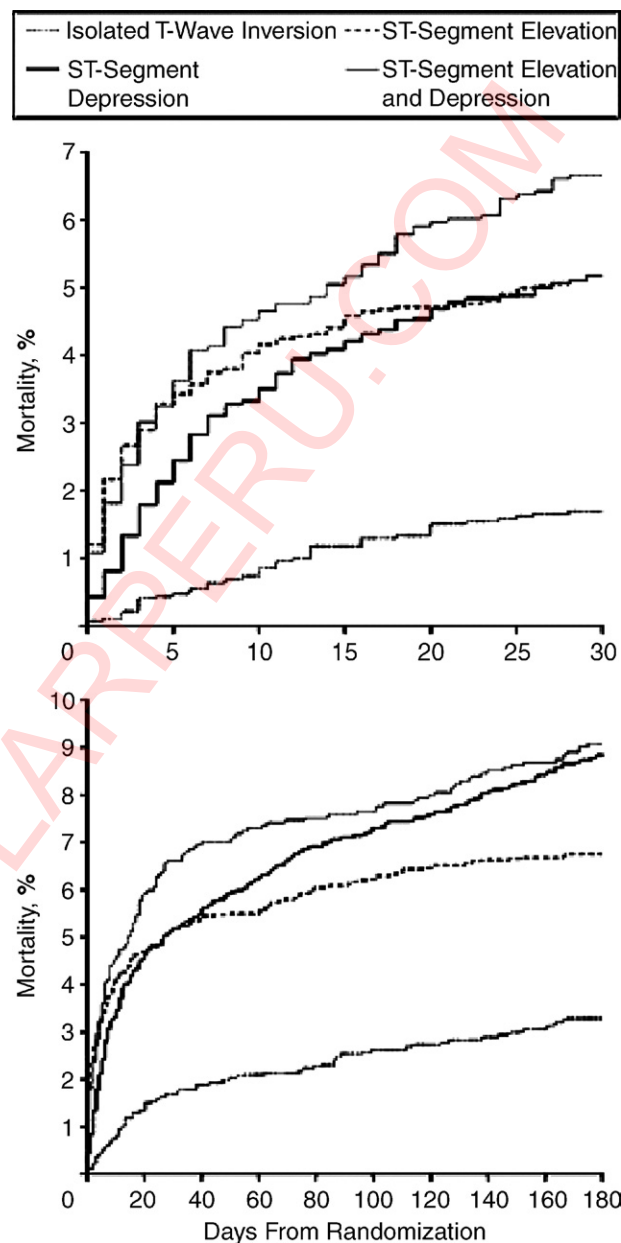 Isolated T-Wave Inversion
ST-Segment Elevation
ST-Segment
Depression
ST-Segment Elevation
and Depression
7
6
5
4
3
2
1
Mortality, %
0 5 10 15 20 25 30
10
9
8
7
6
5
4
3
2
1
Mortality, %
0 20 40 60 80 100 120 140 160 180
Days From Randomization
LARPERU.COM